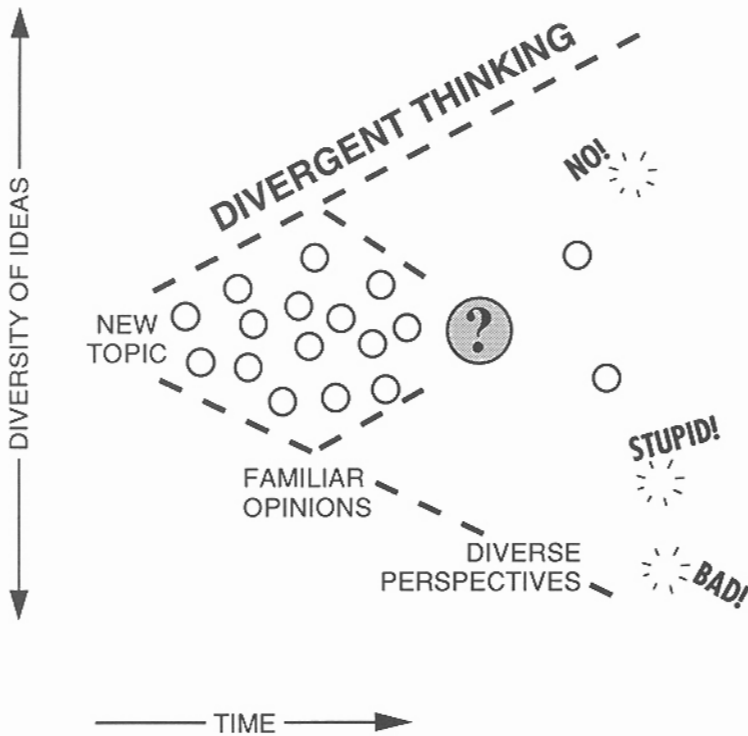 DIVERGENT THINKING
NO!
DIVERSITY OF IDEAS
NEW
TOPIC
?
STUPID!
FAMILIAR
OPINIONS
DIVERSE
PERSPECTIVES
BAD!
TIME